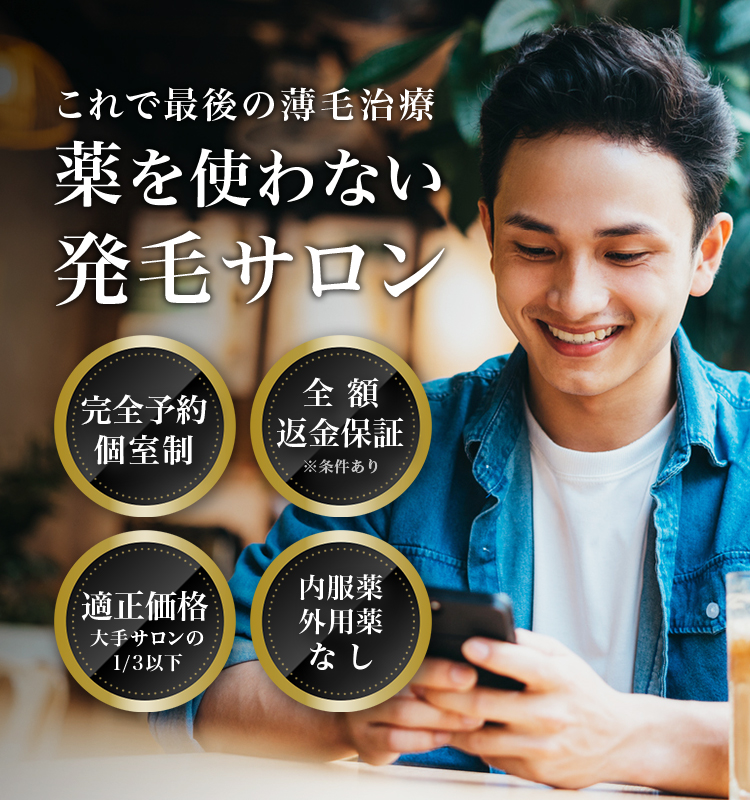 これで最後の薄毛治療
薬を使わない
発毛サロン
完全予約
個室制
全額
返金保証
※条件あり
適正価格
大手サロンの
1/3以下
内服薬
外用薬
なし